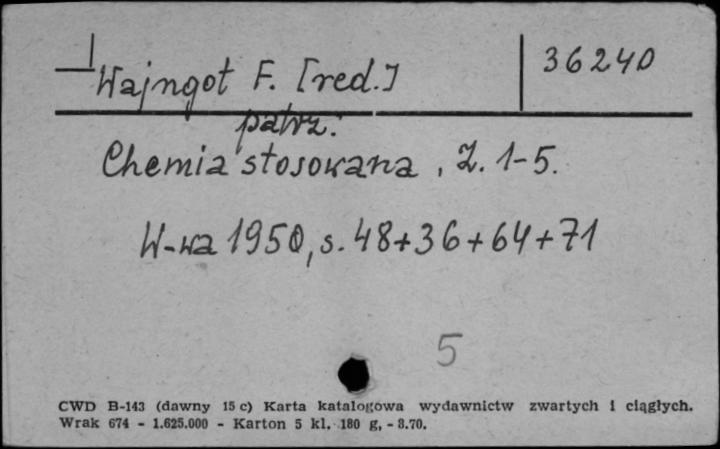 Wajngot F. [red.]
36240
patrz:
Chemia stosowana, Z. 1-5.
W-wa 1950, s. 48+36+64+71
5
CWD B-143 (dawny 15 c) Karta katalogowa wydawnictw zwartych i ciągłych.
Wrak 674 - 1.625.000 - Karton 5 kl. 180 g, - 3.70.